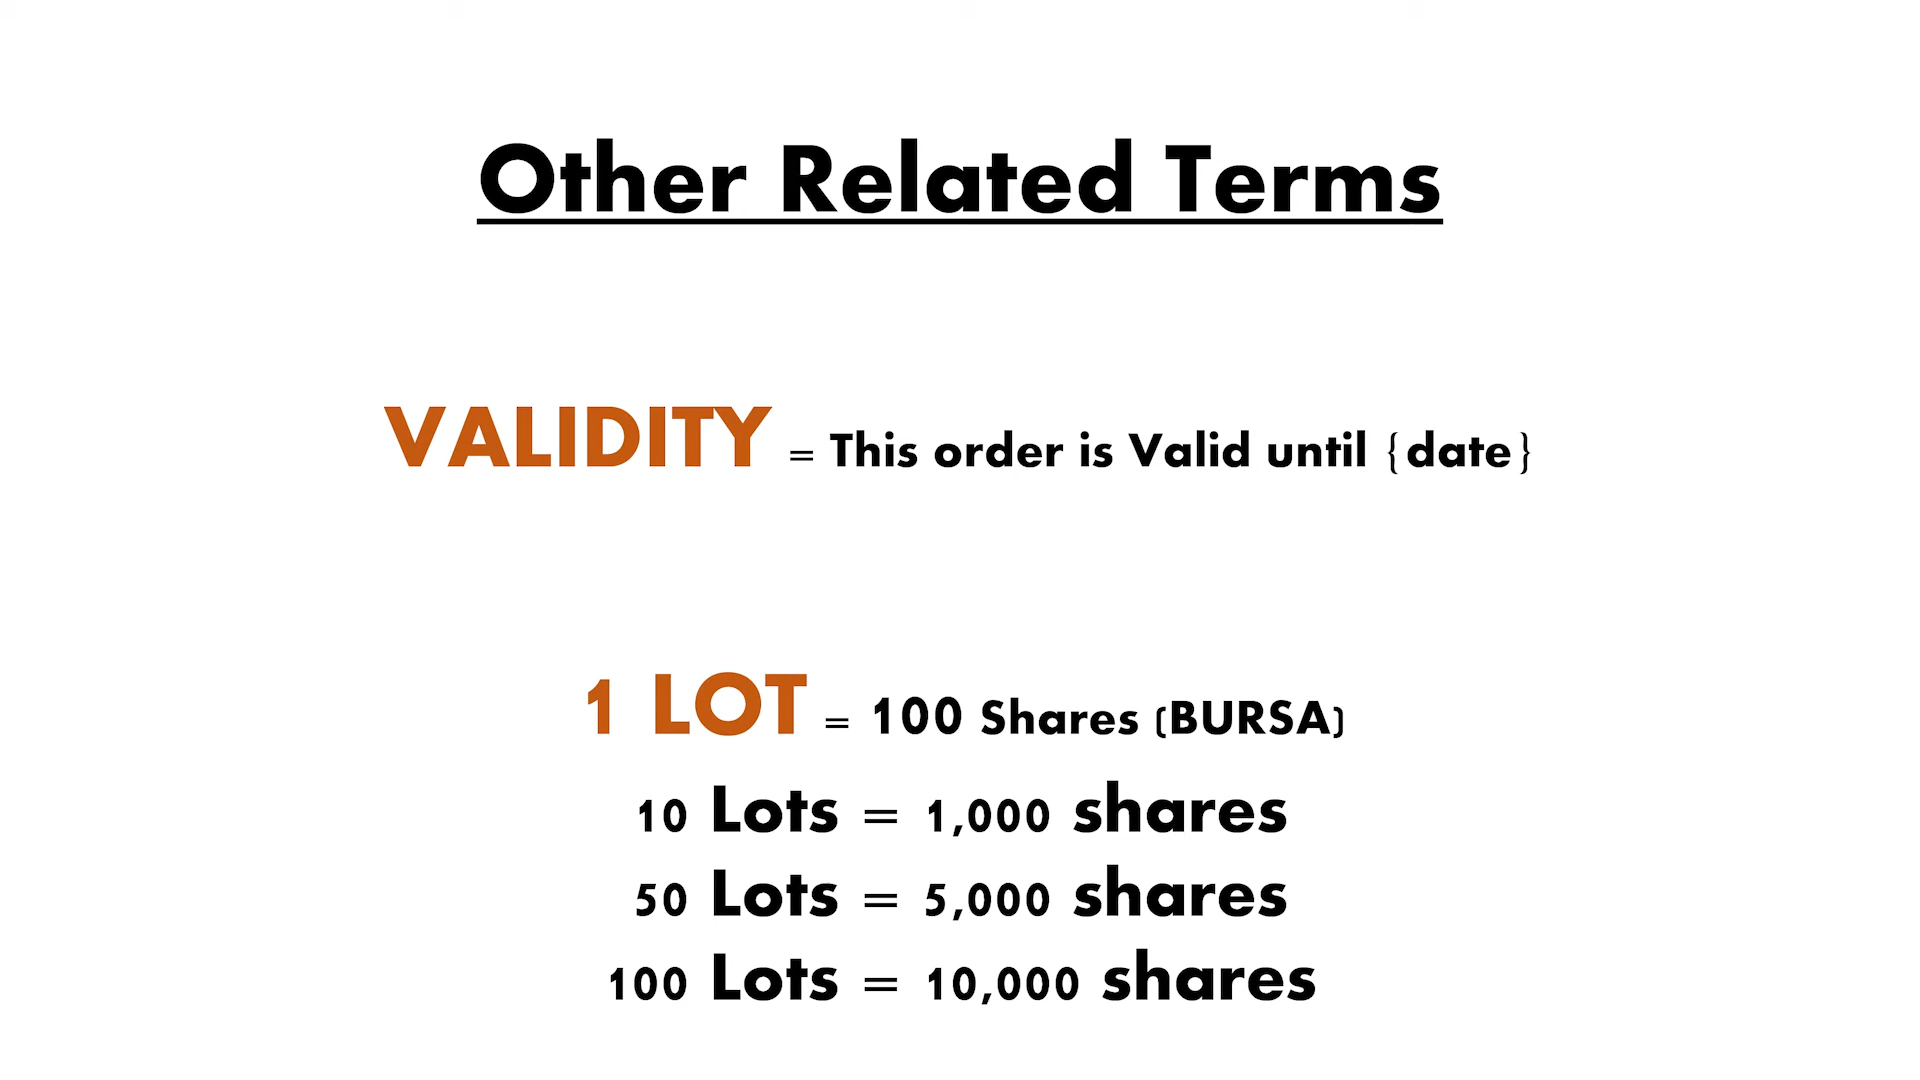 Other Related Terms
VALIDITY = This order is Valid until {date}
1 LOT = 100 Shares (BURSA)
10 Lots = 1,000 shares
50 Lots = 5,000 shares
100 Lots = 10,000 shares